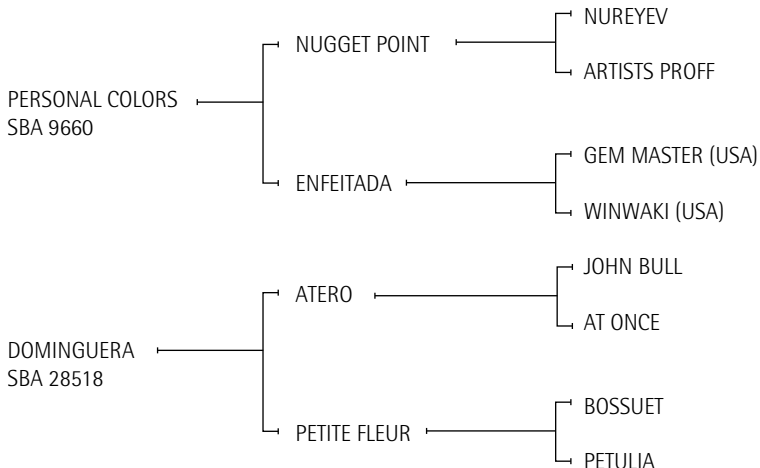 NUREYEV
NUGGET POINT
ARTISTS PROFF
PERSONAL COLORS
SBA 9660
GEM MASTER (USA)
ENFEITADA
WINWAKI (USA)
JOHN BULL
ATERO
AT ONCE
DOMINGUERA
SBA 28518
BOSSUET
PETITE FLEUR
PETULIA